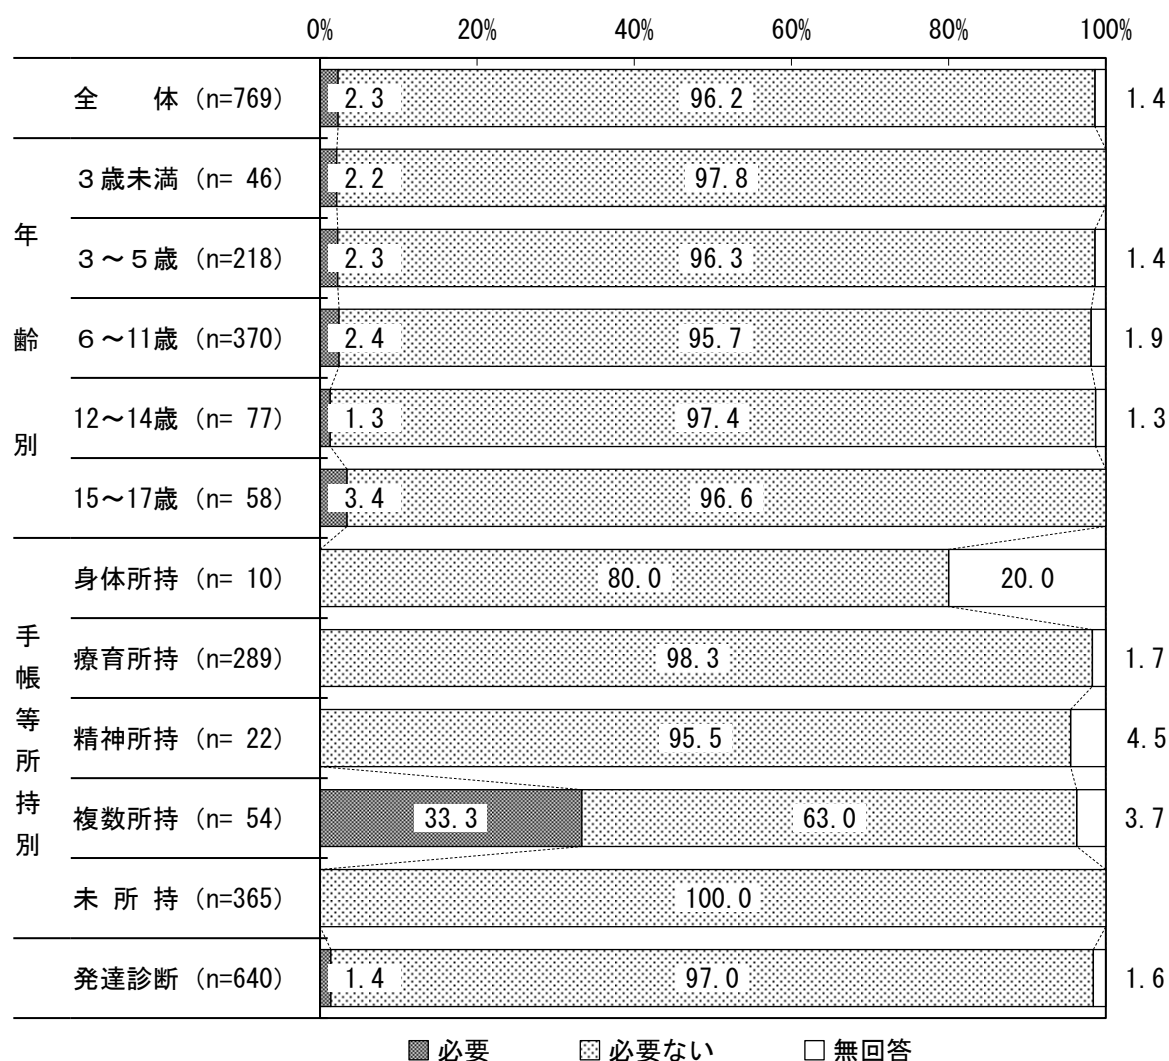 0% 20% 40% 60% 80% 100%
全 体 (n=769) 2.3 96.2 1.4
年齢別
3歳未満 (n= 46) 2.2 97.8
3～5歳 (n=218) 2.3 96.3 1.4
6～11歳 (n=370) 2.4 95.7 1.9
12～14歳 (n= 77) 1.3 97.4 1.3
15～17歳 (n= 58) 3.4 96.6
手帳等所持別
身体所持 (n= 10) 80.0 20.0
療育所持 (n=289) 98.3 1.7
精神所持 (n= 22) 95.5 4.5
複数所持 (n= 54) 33.3 63.0 3.7
未 所 持 (n=365) 100.0
発達診断 (n=640) 1.4 97.0 1.6
必要 必要ない 無回答